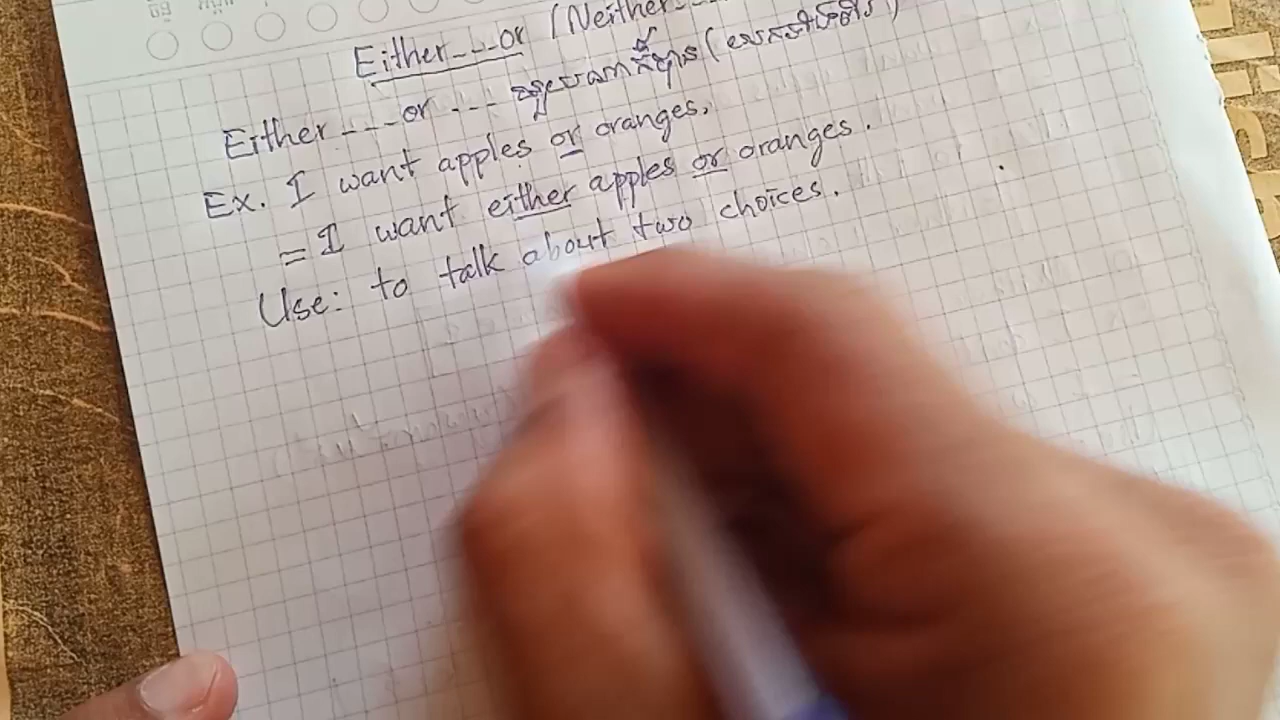 Either---or (Neither---
Either ---or ---
Ex. I want apples or oranges.
= I want either apples or oranges.
Use: to talk about two choices.